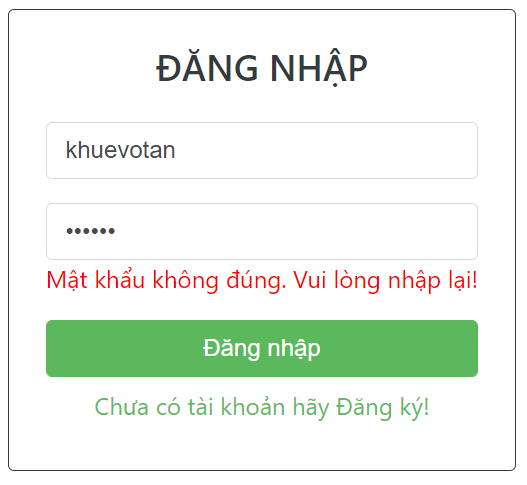 ĐĂNG NHẬP
khuevotan
••••••
Mật khẩu không đúng. Vui lòng nhập lại!
Đăng nhập
Chưa có tài khoản hãy Đăng ký!